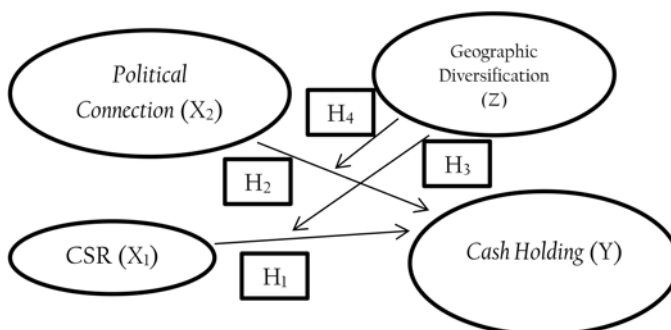 Political
Connection (X₂)
Geographic
Diversification
(Z)
H₄
H₂
H₃
CSR (X₁)
H₁
Cash Holding (Y)